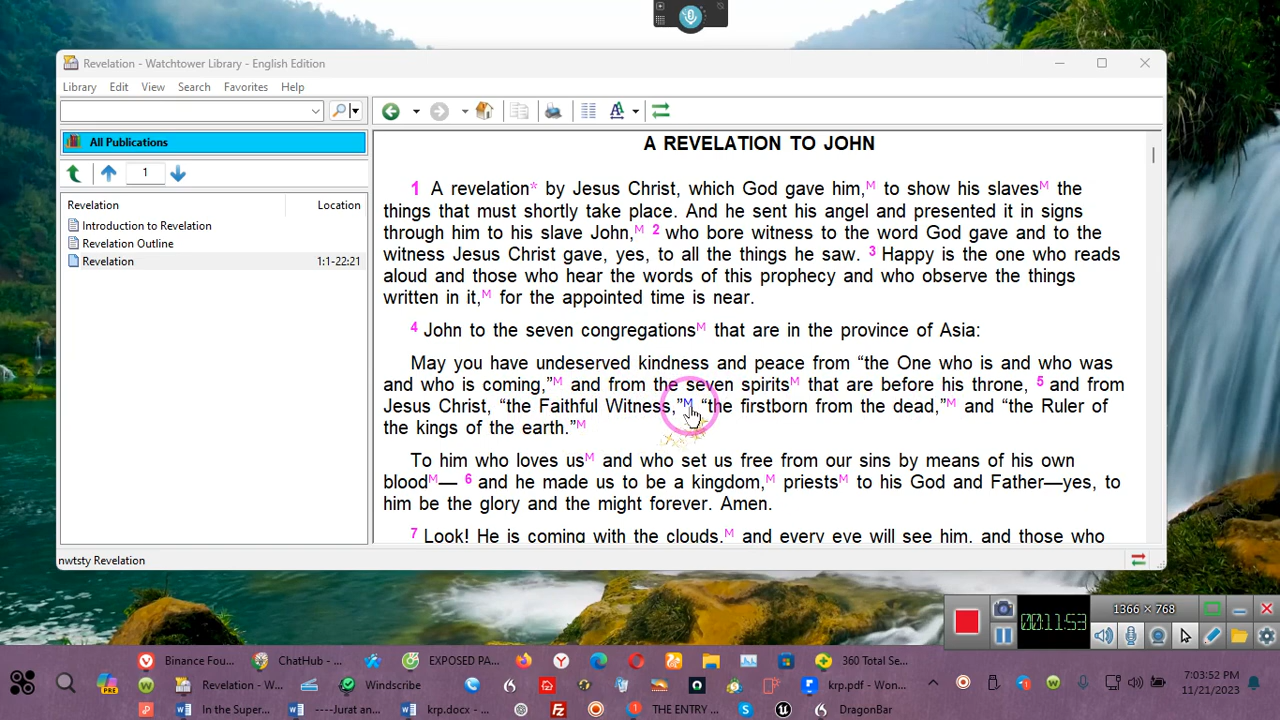 Revelation - Watchtower Library - English Edition
Library Edit View Search Favorites Help
All Publications
1
Revelation Location
Introduction to Revelation
Revelation Outline
Revelation 1:1-22:21
A REVELATION TO JOHN
1 A revelation* by Jesus Christ, which God gave him,M to show his slavesM the
things that must shortly take place. And he sent his angel and presented it in signs
through him to his slave John,M 2 who bore witness to the word God gave and to the
witness Jesus Christ gave, yes, to all the things he saw. 3 Happy is the one who reads
aloud and those who hear the words of this prophecy and who observe the things
written in it,M for the appointed time is near.
4 John to the seven congregationsM that are in the province of Asia:
May you have undeserved kindness and peace from “the One who is and who was
and who is coming,”M and from the seven spiritsM that are before his throne, 5 and from
Jesus Christ, “the Faithful Witness,”M “the firstborn from the dead,”M and “the Ruler of
the kings of the earth.”M
To him who loves usM and who set us free from our sins by means of his own
bloodM— 6 and he made us to be a kingdom,M priestsM to his God and Father—yes, to
him be the glory and the might forever. Amen.
7 Look! He is coming with the clouds,M and every eye will see him, and those who
nwtsty Revelation
1366 × 768
00:11:53
Binance Fou... ChatHub - ... EXPOSED PA... 360 Total Se...
PRE Revelation - W... Windscribe krp.pdf - Won... 7:03:52 PM
In the Super... ----Jurat an... krp.docx - ... THE ENTRY ... DragonBar 11/21/2023